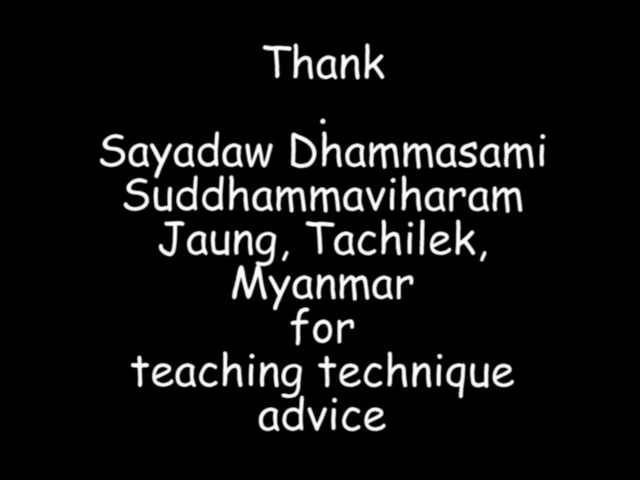 Thank
.
Sayadaw Dhammasami
Suddhammaviharam
Jaung, Tachilek,
Myanmar
for
teaching technique
advice